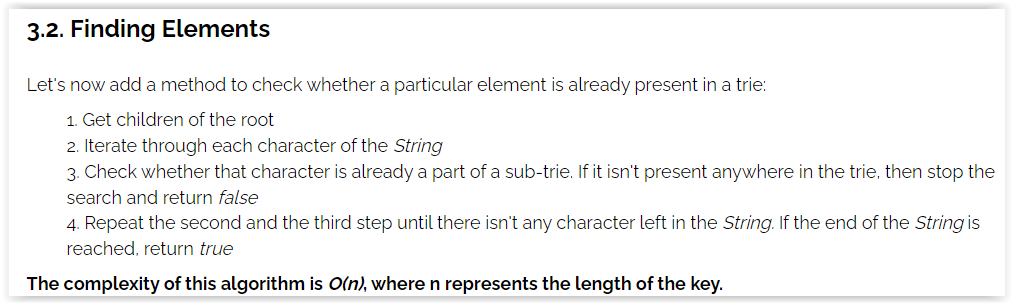 3.2. Finding Elements
Let's now add a method to check whether a particular element is already present in a trie:
1. Get children of the root
2. Iterate through each character of the String
3. Check whether that character is already a part of a sub-trie. If it isn't present anywhere in the trie, then stop the
search and return false
4. Repeat the second and the third step until there isn't any character left in the String. If the end of the String is
reached, return true
The complexity of this algorithm is O(n), where n represents the length of the key.